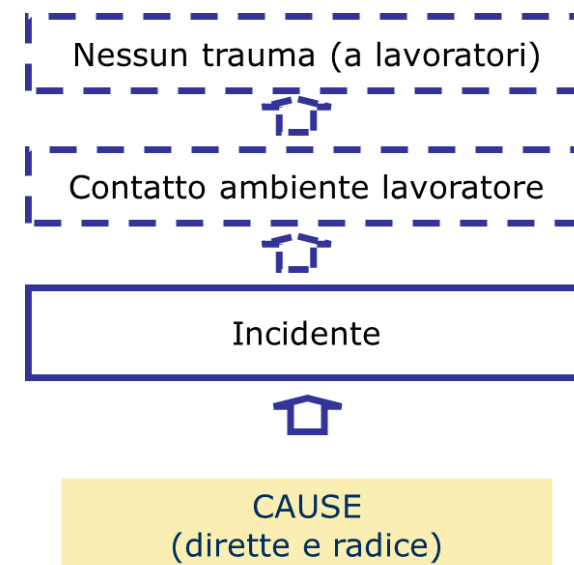 Nessun trauma (a lavoratori)
Contatto ambiente lavoratore
Incidente
CAUSE
(dirette e radice)